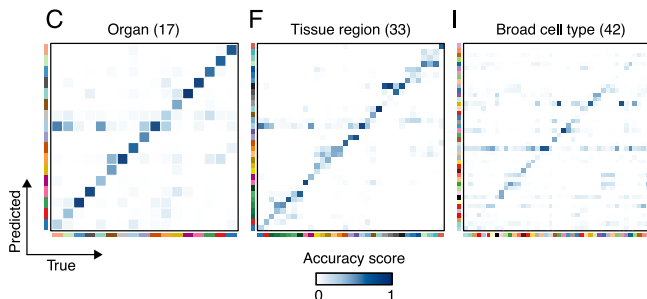 C Organ (17)
F Tissue region (33)
I Broad cell type (42)
Predicted
True
Accuracy score
0 1